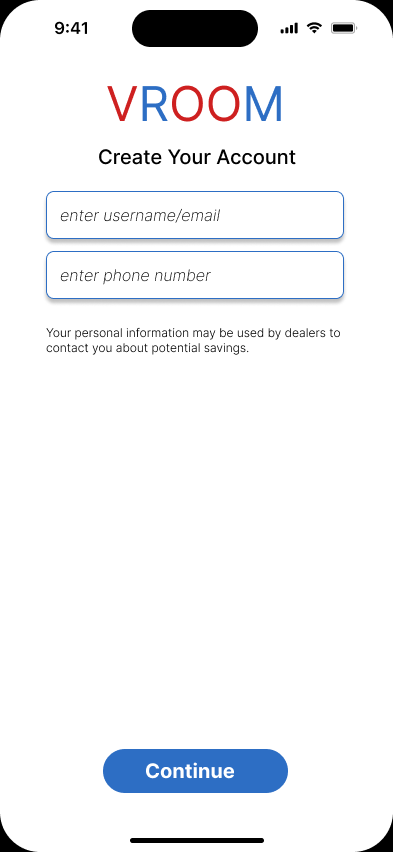 9:41
VROOM
Create Your Account
enter username/email
enter phone number
Your personal information may be used by dealers to
contact you about potential savings.
Continue